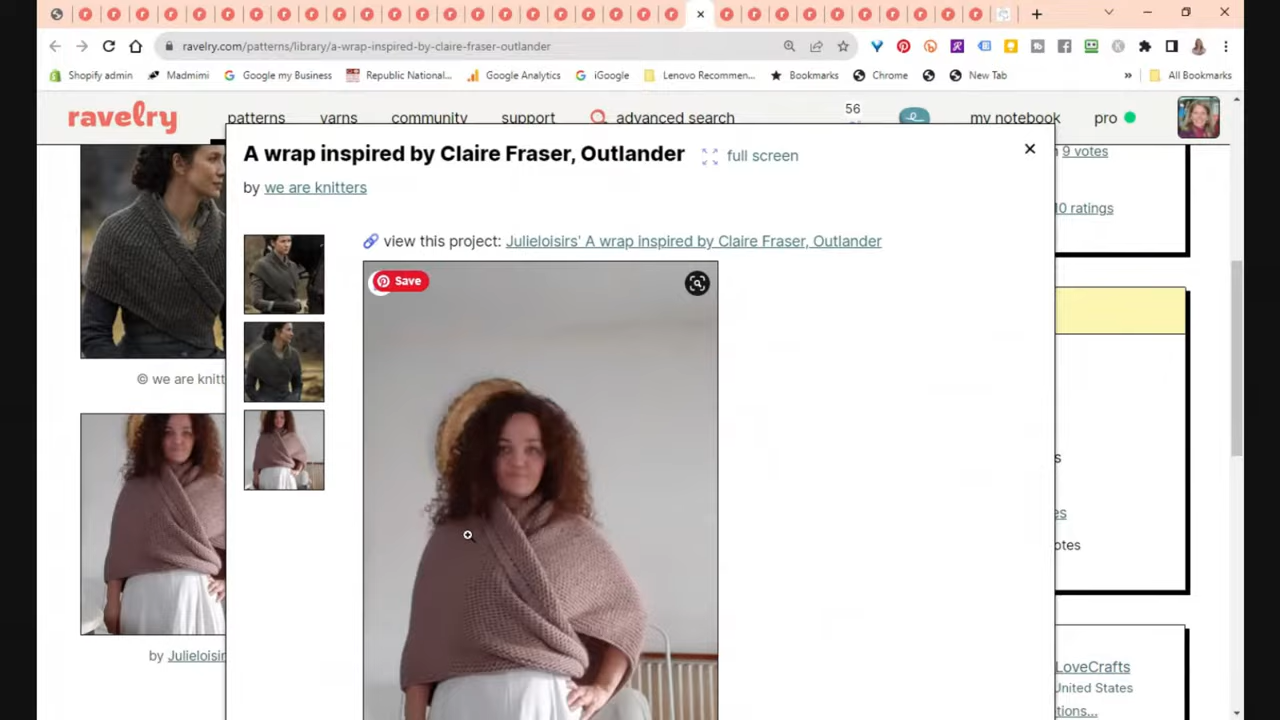 ravelry.com/patterns/library/a-wrap-inspired-by-claire-fraser-outlander
Shopify admin
Madmimi
Google my Business
Republic National...
Google Analytics
iGoogle
Lenovo Recommen...
Bookmarks
Chrome
New Tab
»
All Bookmarks
ravelry
patterns
yarns
community
support
advanced search
56
my notebook
pro
A wrap inspired by Claire Fraser, Outlander
full screen
by we are knitters
view this project: Julieloisirs' A wrap inspired by Claire Fraser, Outlander
Save
9 votes
10 ratings
© we are knitt
by Julieloisir
es
otes
LoveCrafts
United States
tions...